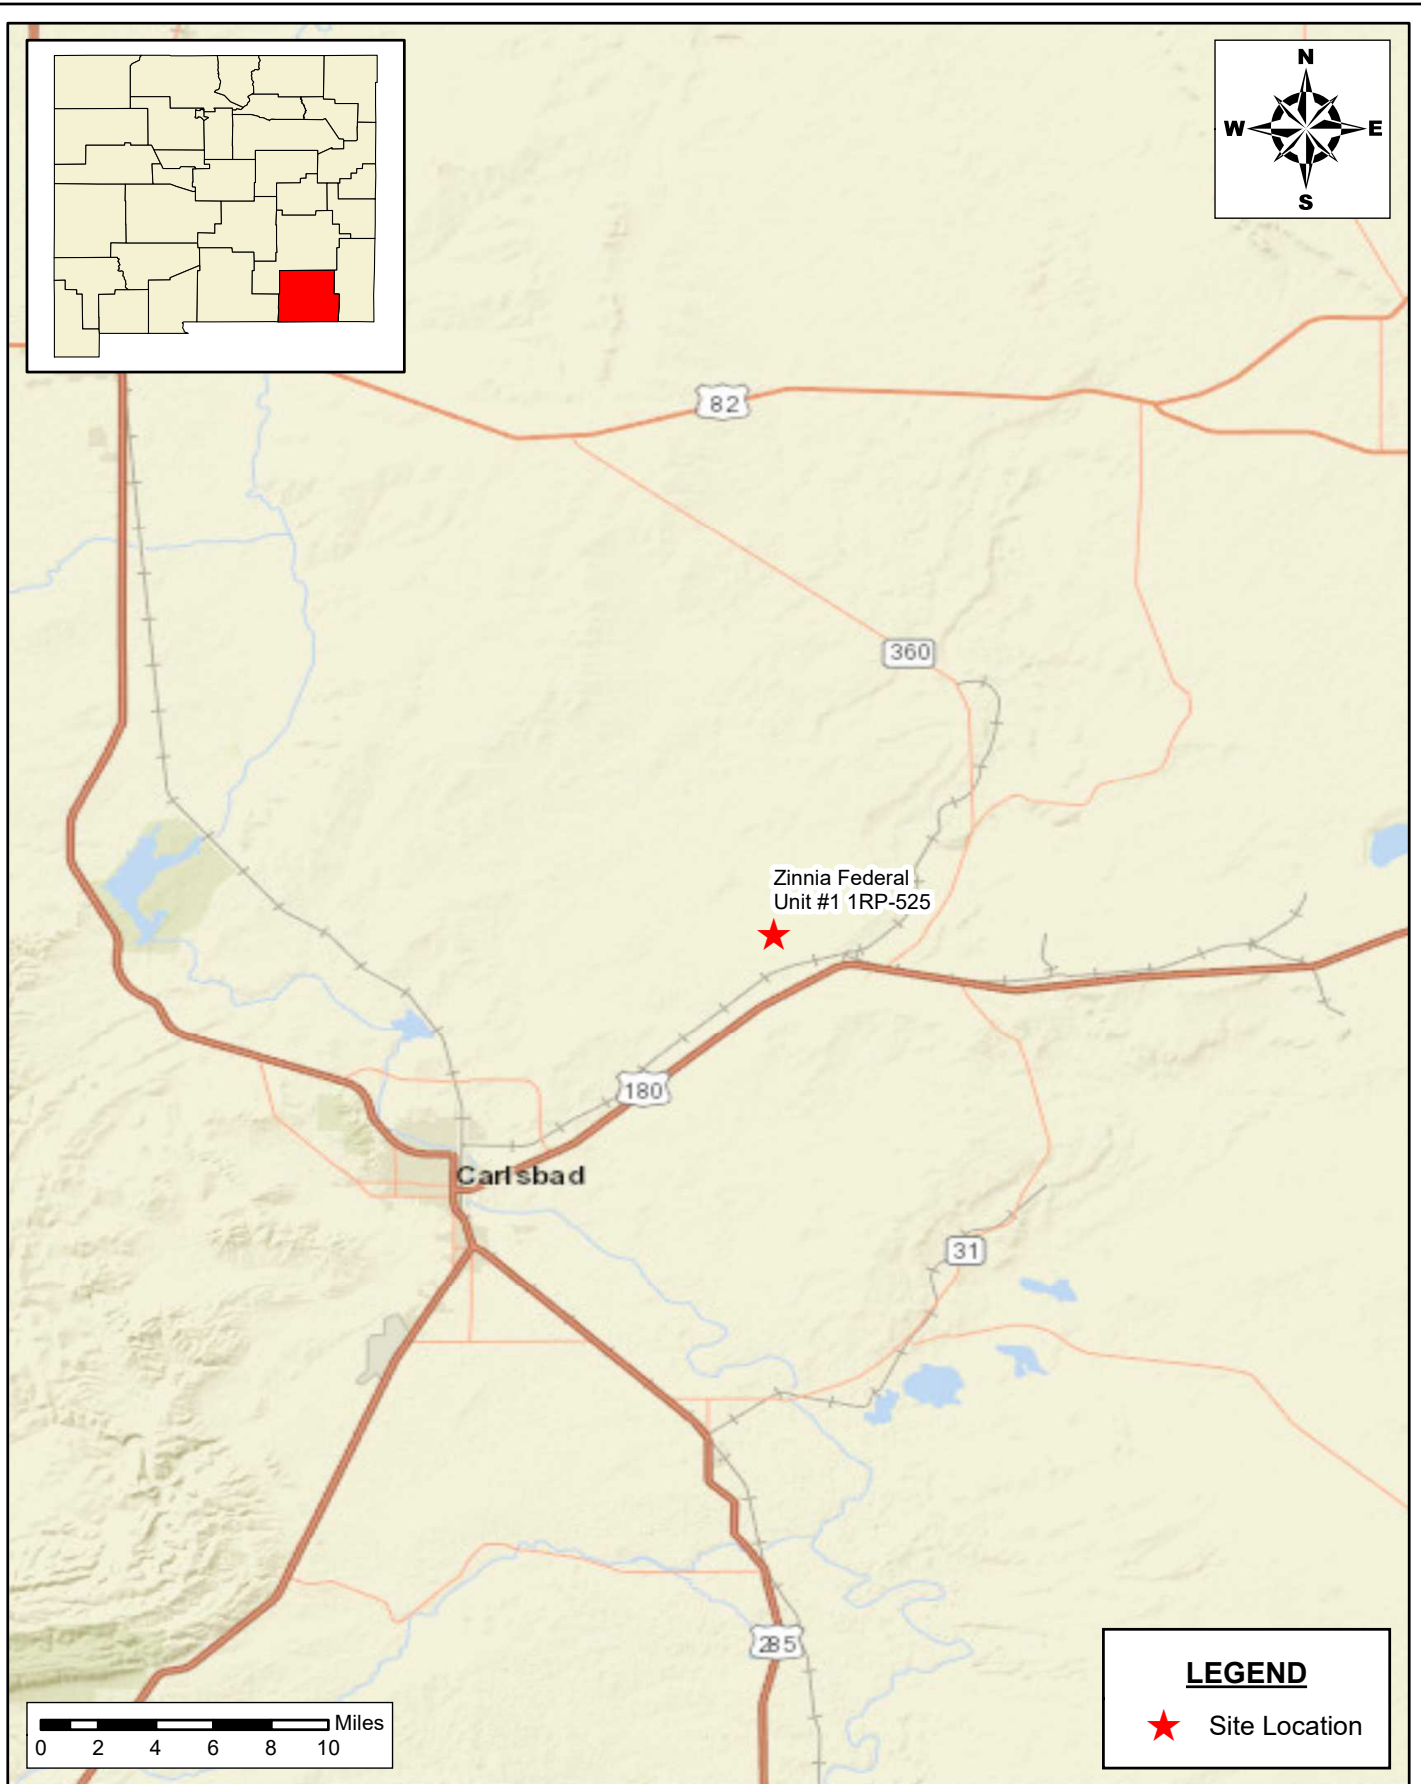 N
W E
S
82
360
Zinnia Federal
Unit #1 1RP-525
180
Carlsbad
31
285
LEGEND
Site Location
Miles
0 2 4 6 8 10